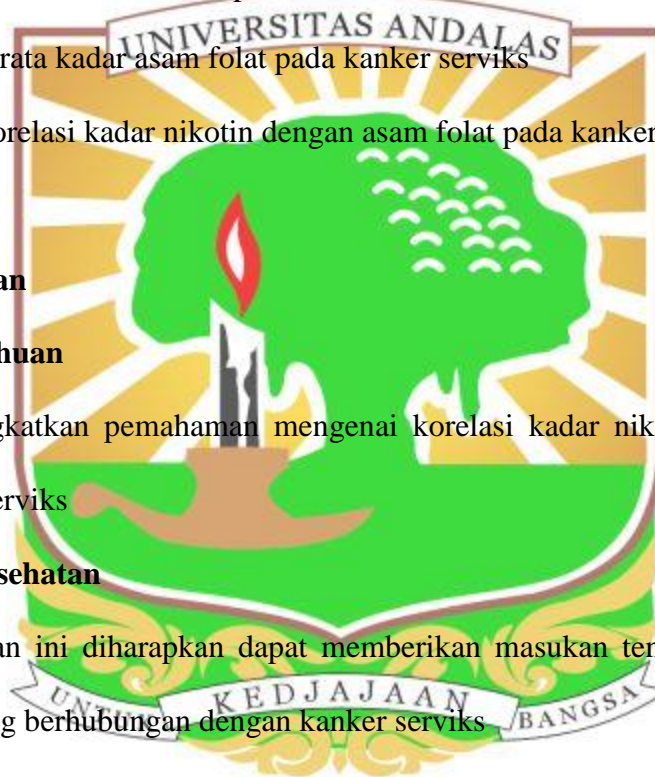 UNIVERSITAS ANDALAS
rata kadar asam folat pada kanker serviks
orelasi kadar nikotin dengan asam folat pada kanker
an
huan
gkatkan pemahaman mengenai korelasi kadar nik
erviks
sehatan
an ini diharapkan dapat memberikan masukan ten
g berhubungan dengan kanker serviks
UNTUK KEDJAJAAN BANGSA